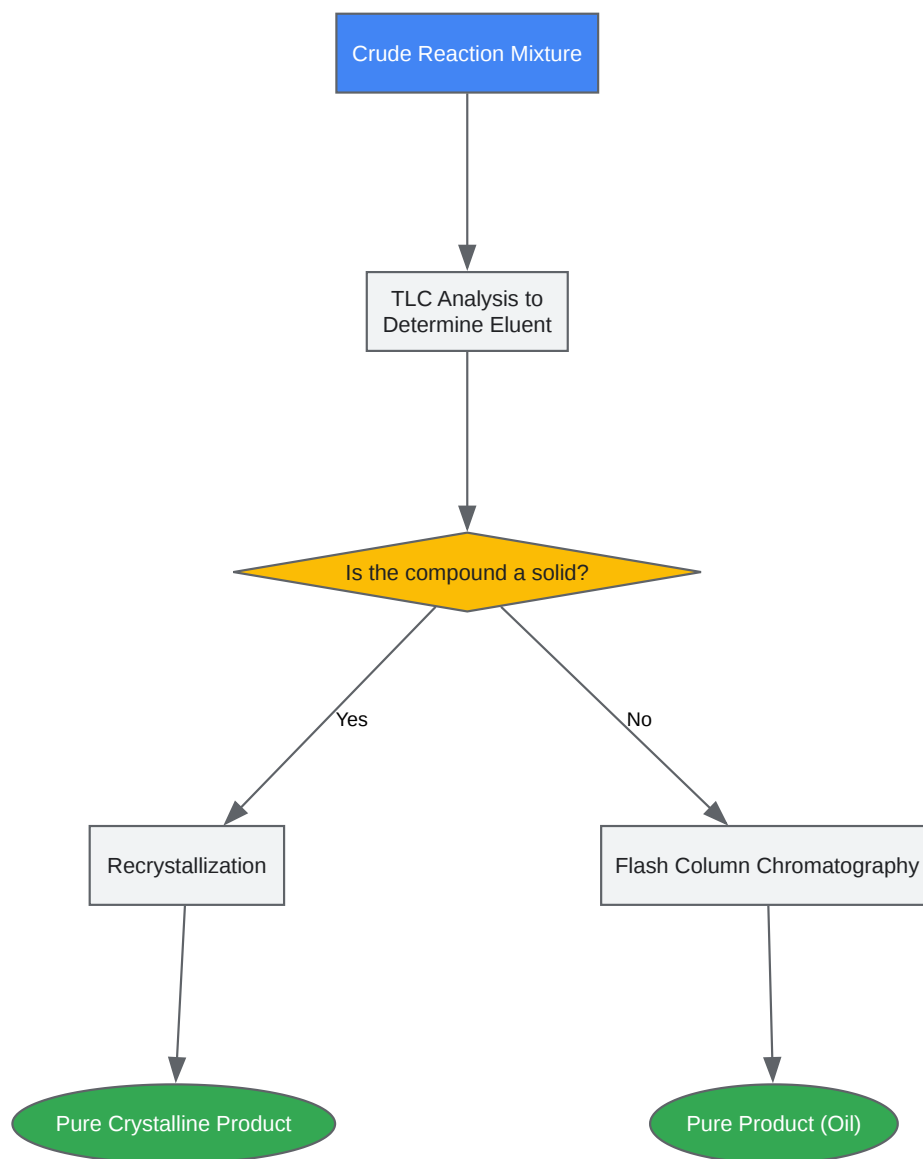 Crude Reaction Mixture
TLC Analysis to
Determine Eluent
Is the compound a solid?
Yes
No
Recrystallization
Flash Column Chromatography
Pure Crystalline Product
Pure Product (Oil)